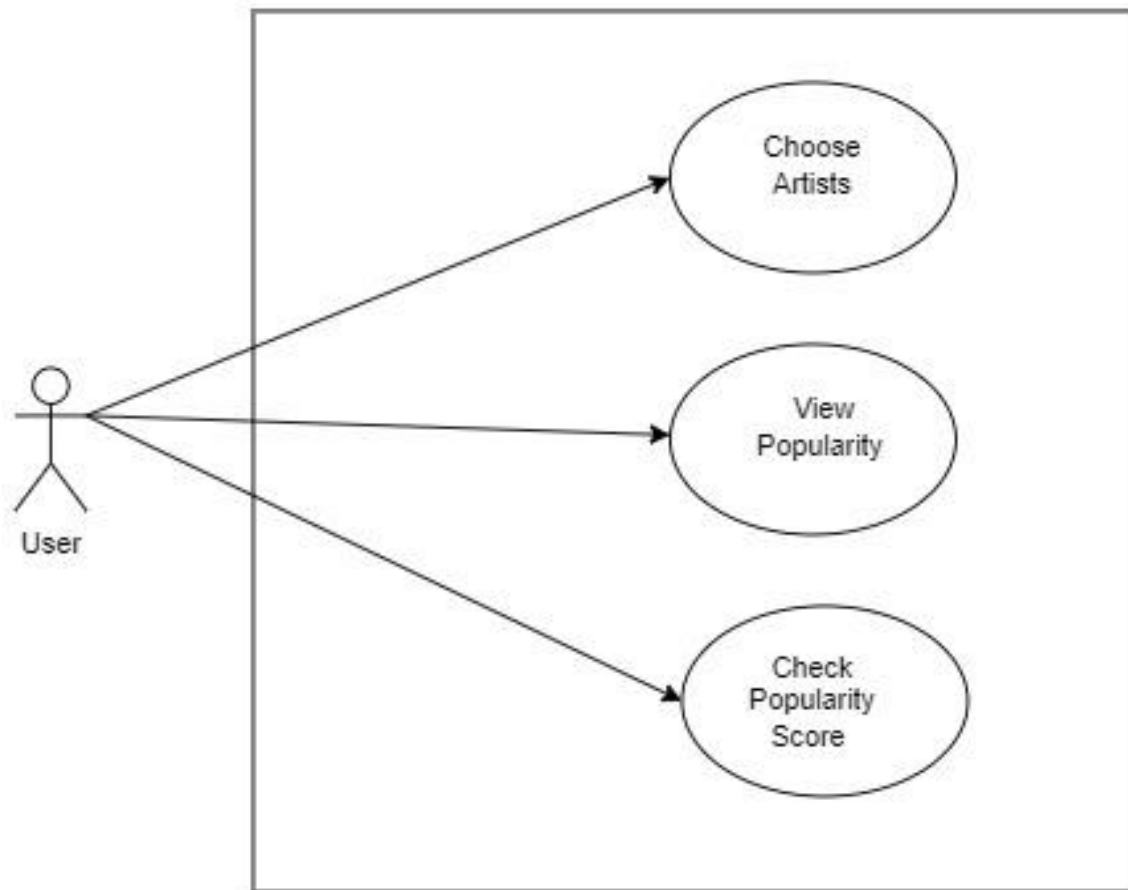 Choose
Artists
View
Popularity
User
Check
Popularity
Score